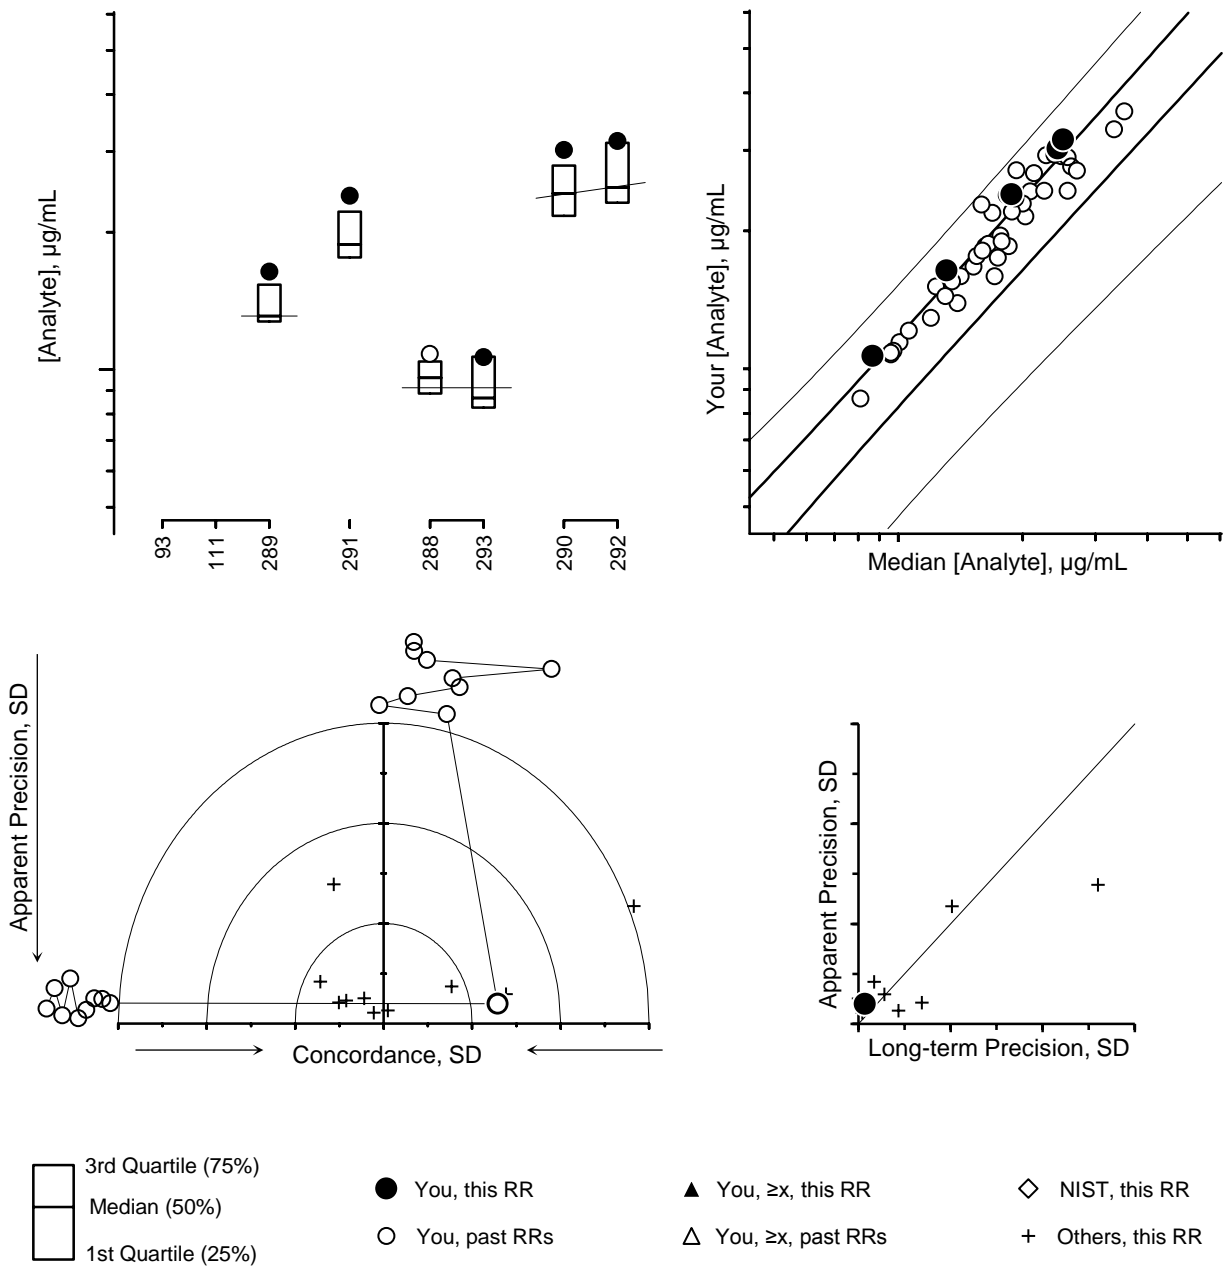 [Analyte], µg/mL
93
111
289
291
288
293
290
292
Your [Analyte], µg/mL
Median [Analyte], µg/mL
Apparent Precision, SD
Concordance, SD
Apparent Precision, SD
Long-term Precision, SD
3rd Quartile (75%)
Median (50%)
1st Quartile (25%)
You, this RR
You, past RRs
You, ≥x, this RR
You, ≥x, past RRs
NIST, this RR
Others, this RR